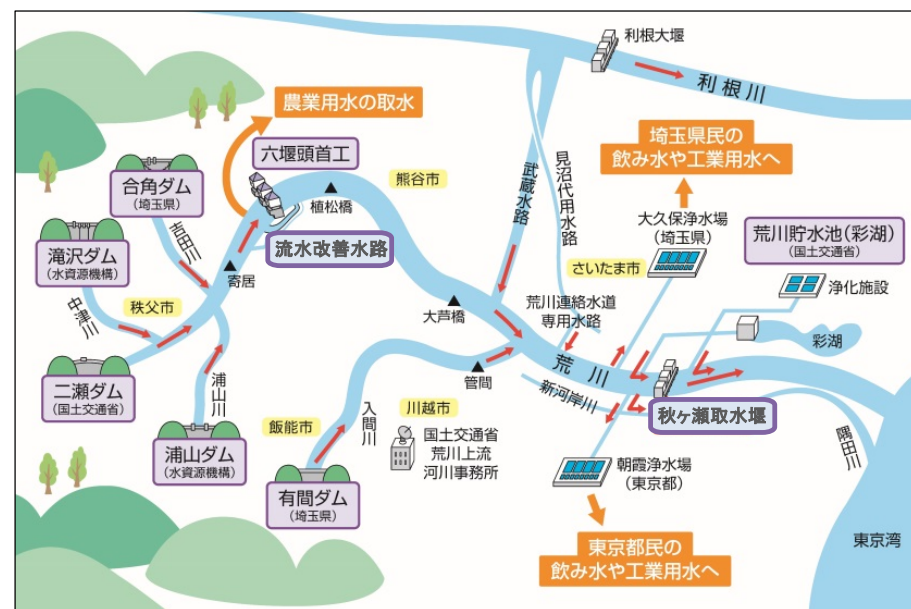 利根大堰
利根川
農業用水の取水
六堰頭首工
熊谷市
植松橋
合角ダム
(埼玉県)
吉田川
滝沢ダム
(水資源機構)
中津川
秩父市
寄居
流水改善水路
二瀬ダム
(国土交通省)
浦山川
浦山ダム
(水資源機構)
武蔵水路
見沼代用水路
埼玉県民の
飲み水や工業用水へ
大久保浄水場
(埼玉県)
さいたま市
荒川貯水池(彩湖)
(国土交通省)
浄化施設
彩湖
大芦橋
荒川連絡水道
専用水路
荒川
管間
新河岸川
秋ヶ瀬取水堰
隅田川
飯能市
入間川
川越市
国土交通省
荒川上流
河川事務所
有間ダム
(埼玉県)
朝霞浄水場
(東京都)
東京都民の
飲み水や工業用水へ
東京湾